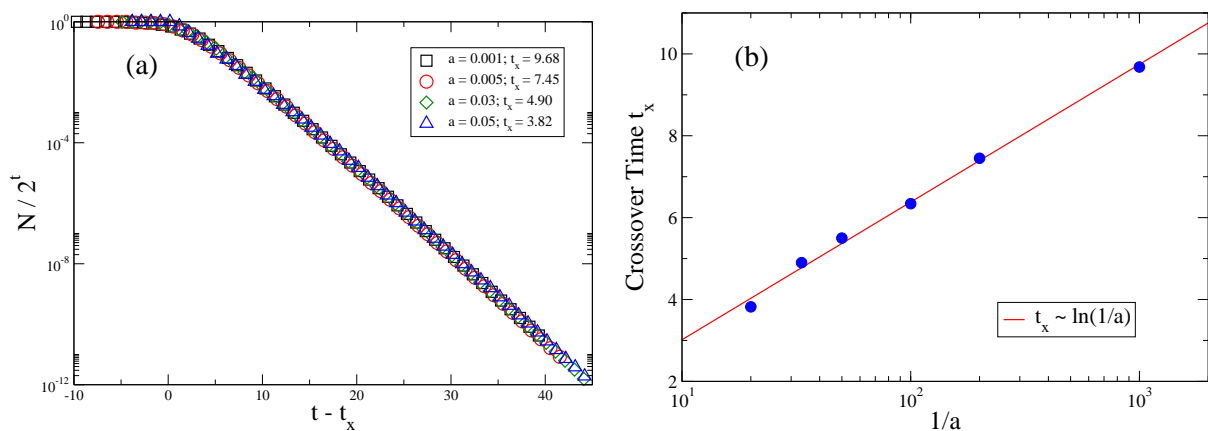 (a)
a = 0.001; t_x = 9.68
a = 0.005; t_x = 7.45
a = 0.03; t_x = 4.90
a = 0.05; t_x = 3.82
N / 2^t
10^0
10^-4
10^-8
10^-12
-10 0 10 20 30 40
t - t_x
(b)
Crossover Time t_x
10
8
6
4
2
t_x ~ ln(1/a)
10^1 10^2 10^3
1/a